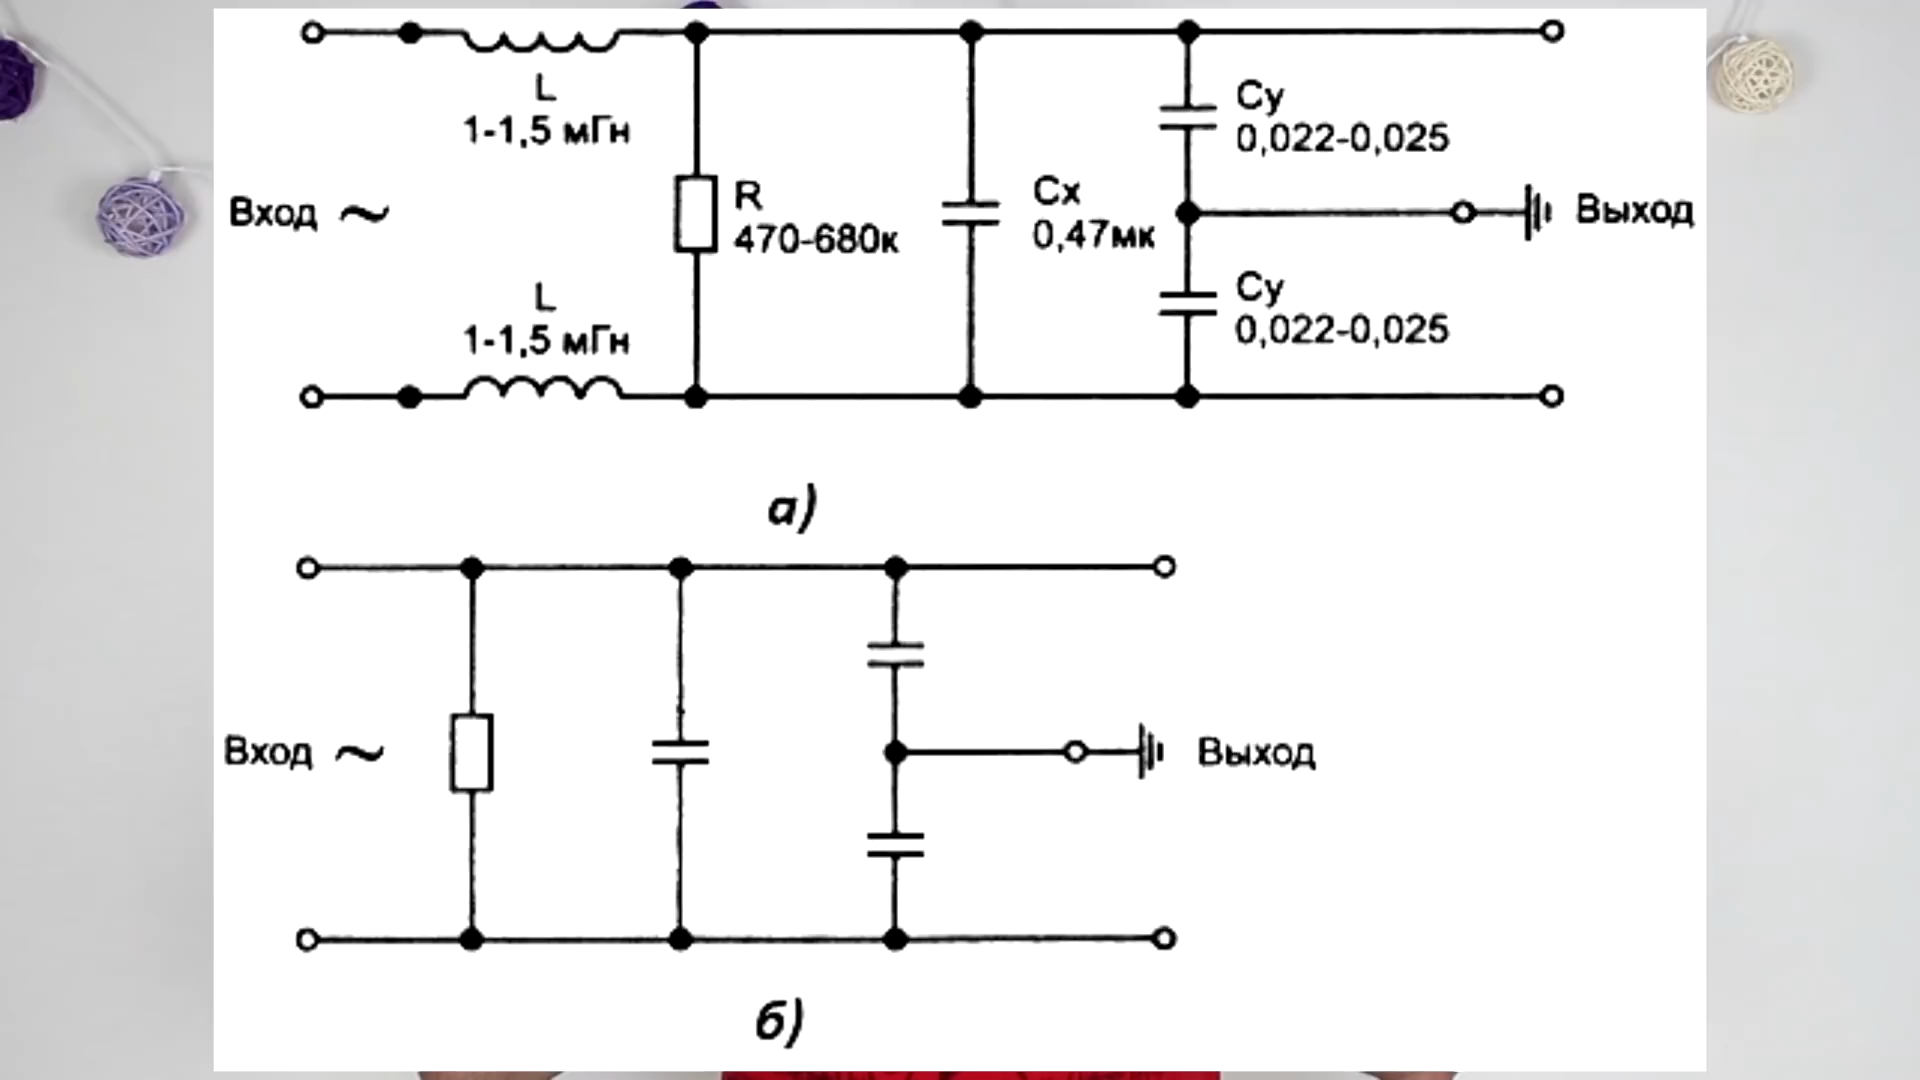 L
1-1,5 мГн
Cy
0,022-0,025
R
470-680к
Cx
0,47мк
Вход ~
Выход
L
1-1,5 мГн
Cy
0,022-0,025
а)
Вход ~
Выход
б)